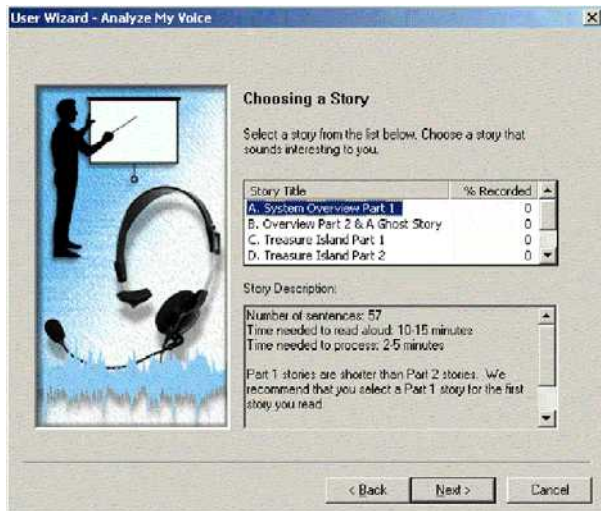 User Wizard - Analyze My Voice
Choosing a Story
Select a story from the list below. Choose a story that
sounds interesting to you.
Story Title % Recorded
A. System Overview Part 1 0
B. Overview Part 2 & A Ghost Story 0
C. Treasure Island Part 1 0
D. Treasure Island Part 2 0
Story Description:
Number of sentences: 57
Time needed to read aloud: 10-15 minutes
Time needed to process: 2-5 minutes
Part 1 stories are shorter than Part 2 stories. We
recommend that you select a Part 1 story for the first
story you read
< Back Next > Cancel